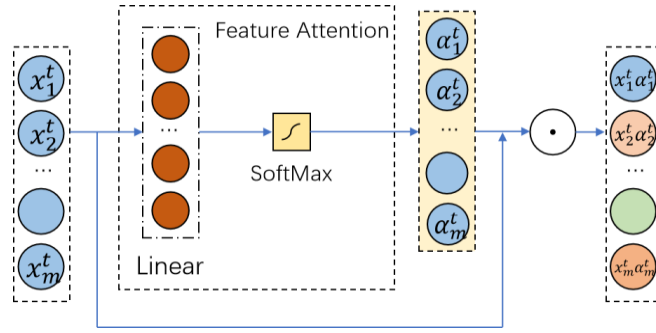 Feature Attention
x_1^t
x_2^t
x_m^t
...
Linear
SoftMax
α_1^t
α_2^t
...
α_m^t
x_1^t α_1^t
x_2^t α_2^t
...
x_m^t α_m^t